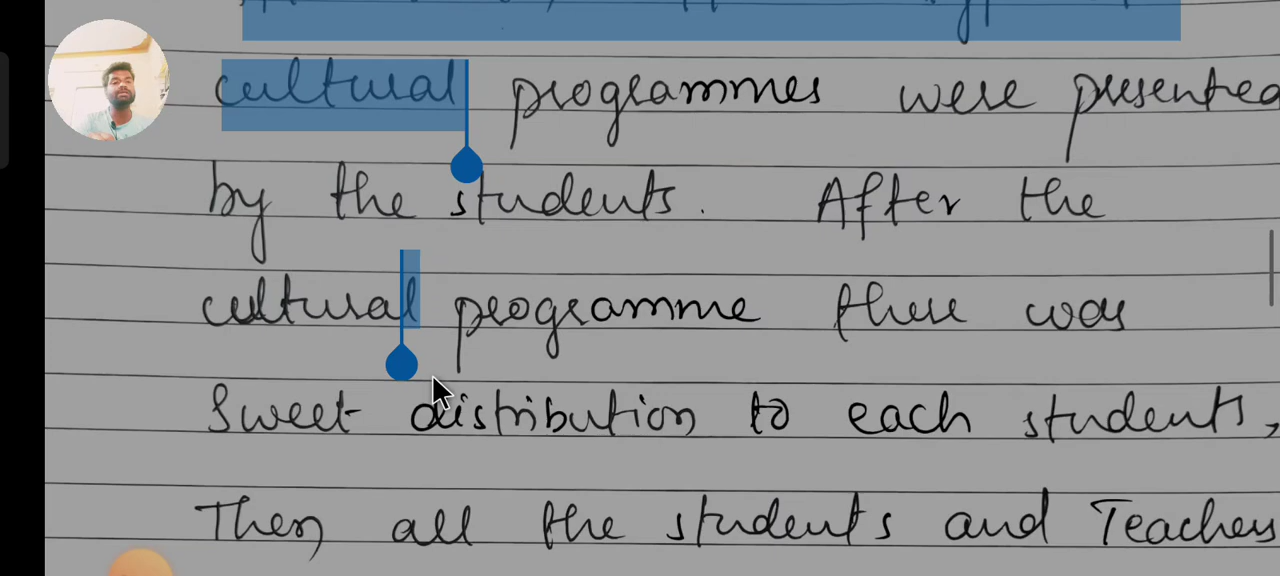 cultural programmes were presented
by the students. After the
cultural programme there was
Sweet distribution to each students,
Then all the students and Teachers